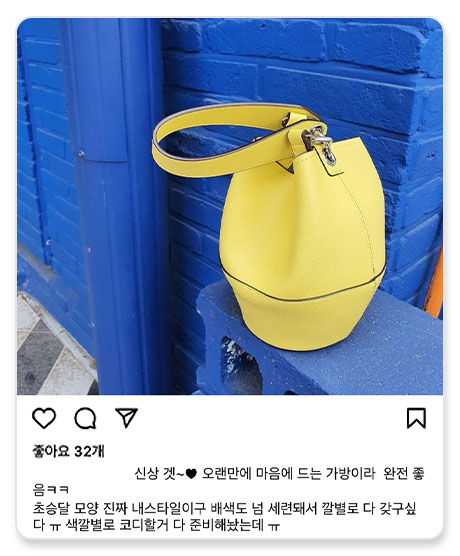 좋아요 32개
신상 겟~♥ 오랜만에 마음에 드는 가방이라 완전 좋
음ㅋㅋ
초승달 모양 진짜 내스타일이구 배색도 넘 세련돼서 깔별로 다 갖구싶
다 ㅠ 색깔별로 코디할거 다 준비해놨는데 ㅠ